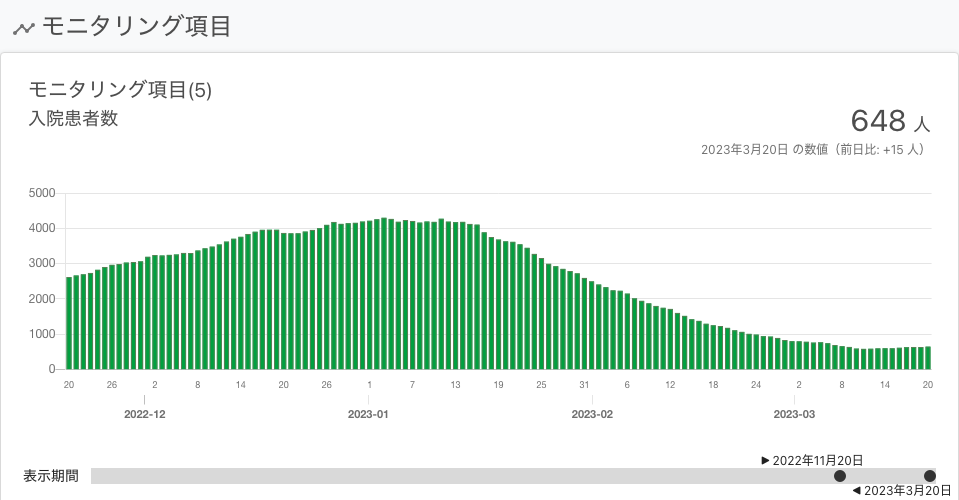 モニタリング項目
モニタリング項目(5)
入院患者数
648 人
2023年3月20日 の数値（前日比: +15 人）
5000
4000
3000
2000
1000
0
20 26 2 8 14 20 26 1 7 13 19 25 31 6 12 18 24 2 8 14 20
2022-12 2023-01 2023-02 2023-03
2022年11月20日
表示期間
2023年3月20日